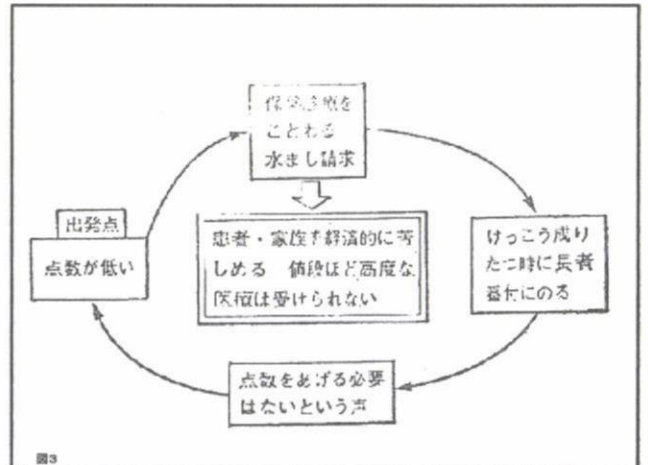 保険診療を
ことわる
水まし請求
出発点
点数が低い
患者・家族を経済的に苦
しめる 値段ほど高度な
医療は受けられない
けっこう成り
たつ時に長者
番付にのる
点数をあげる必要
はないという声
図3